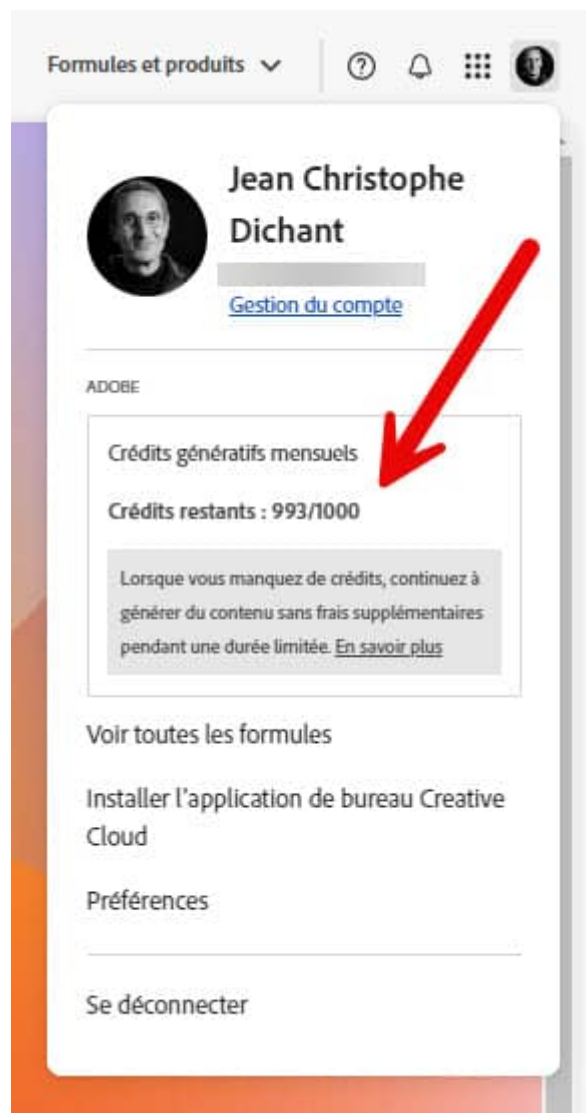 Formules et produits
Jean Christophe
Dichant
Gestion du compte
ADOBE
Crédits génératifs mensuels
Crédits restants : 993/1000
Lorsque vous manquez de crédits, continuez à
générer du contenu sans frais supplémentaires
pendant une durée limitée. En savoir plus
Voir toutes les formules
Installer l'application de bureau Creative
Cloud
Préférences
Se déconnecter